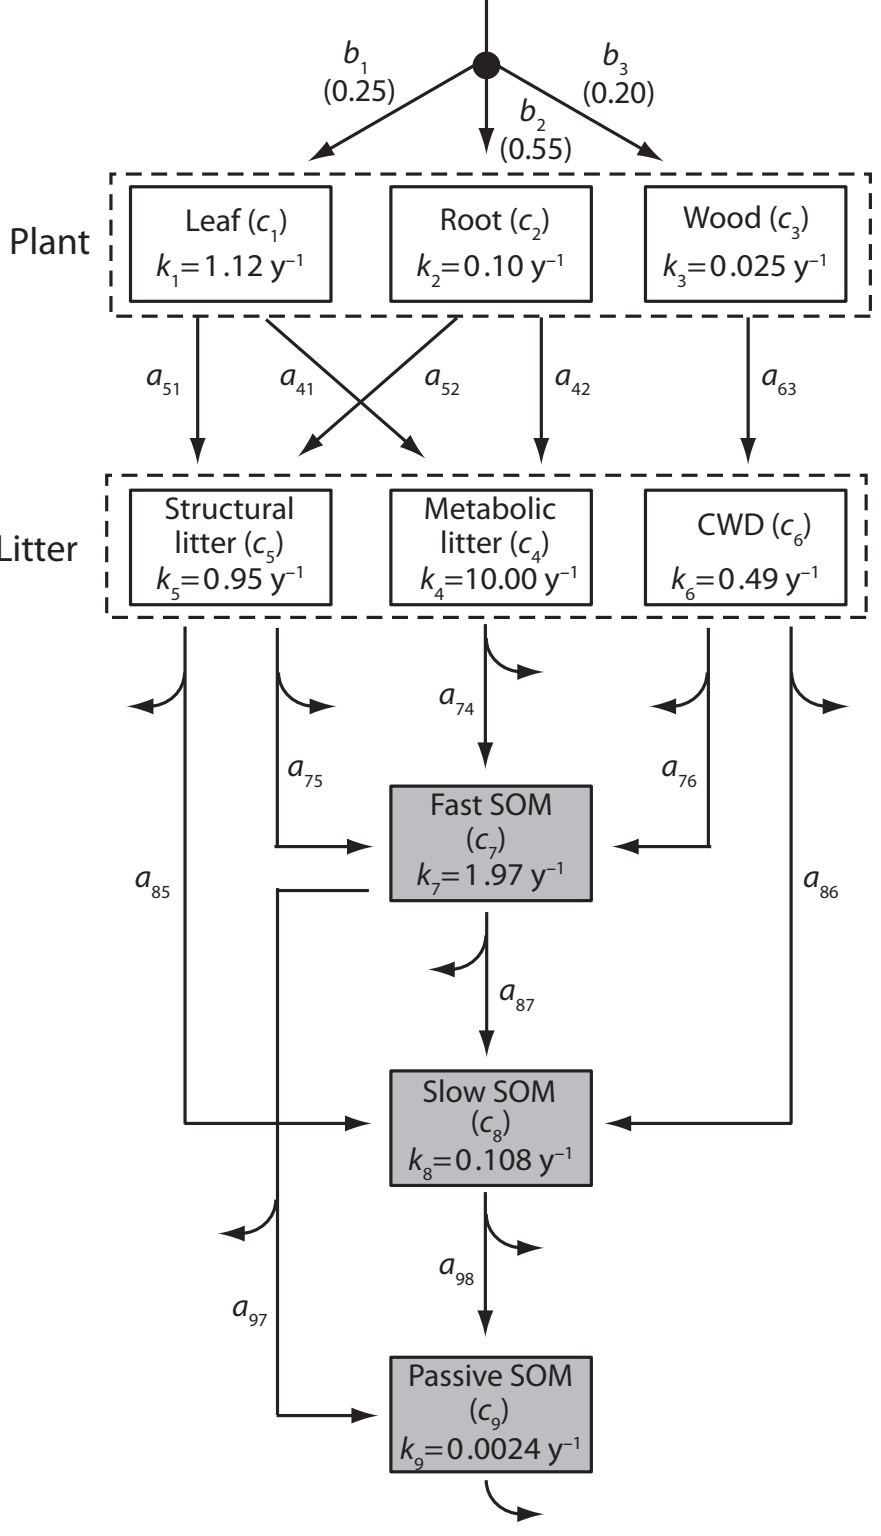 b₁
(0.25)
b₃
(0.20)
b₂
(0.55)
Plant
Leaf (c₁)
k₁=1.12 y⁻¹
Root (c₂)
k₂=0.10 y⁻¹
Wood (c₃)
k₃=0.025 y⁻¹
a₅₁
a₄₁
a₅₂
a₄₂
a₆₃
Litter
Structural
litter (c₅)
k₅=0.95 y⁻¹
Metabolic
litter (c₄)
k₄=10.00 y⁻¹
CWD (c₆)
k₆=0.49 y⁻¹
a₇₄
a₇₅
a₇₆
Fast SOM
(c₇)
k₇=1.97 y⁻¹
a₈₅
a₈₆
a₈₇
Slow SOM
(c₈)
k₈=0.108 y⁻¹
a₉₈
a₉₇
Passive SOM
(c₉)
k₉=0.0024 y⁻¹